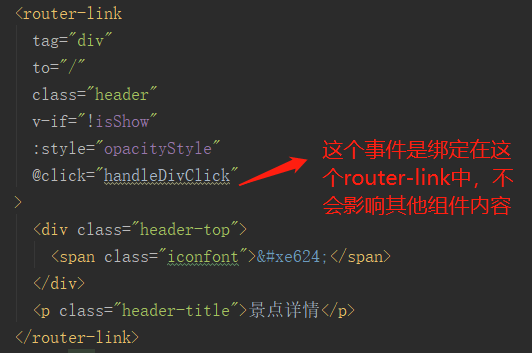 <router-link
tag="div"
to="/"
class="header"
v-if="!isShow"
:style="opacityStyle"
@click="handleDivClick"
>
<div class="header-top">
<span class="iconfont">&#xe624;</span>
</div>
<p class="header-title">景点详情</p>
</router-link>
这个事件是绑定在这
个router-link中，不
会影响其他组件内容